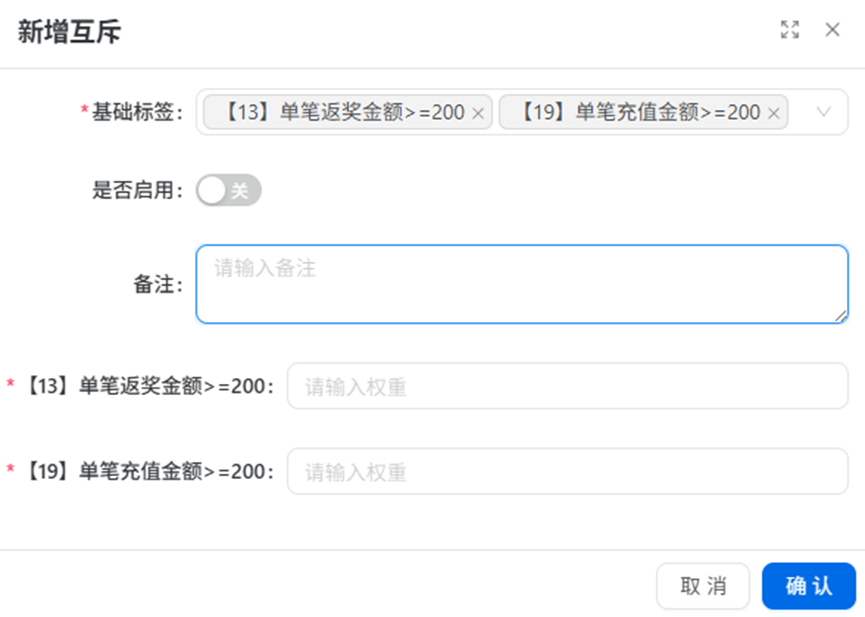 新增互斥
*基础标签: 【13】单笔返奖金额>=200 × 【19】单笔充值金额>=200 ×
是否启用: 关
备注: 请输入备注
* 【13】单笔返奖金额>=200: 请输入权重
* 【19】单笔充值金额>=200: 请输入权重
取 消 确 认